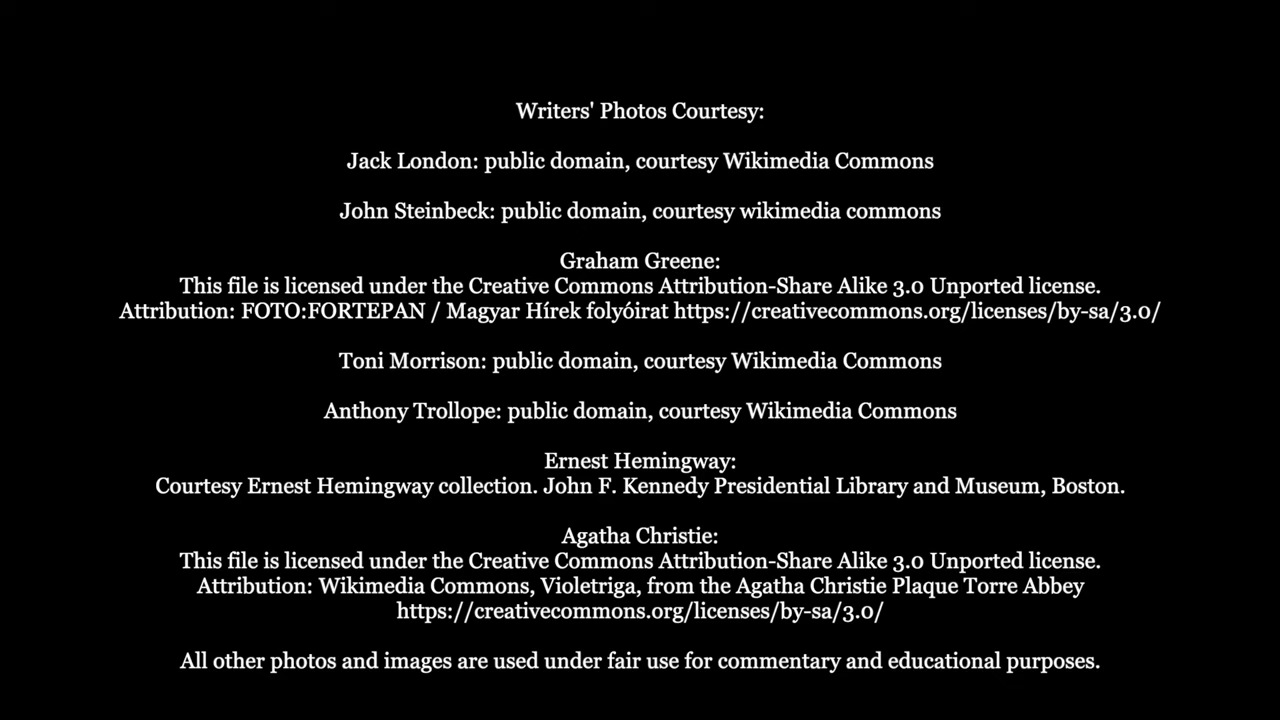 Writers' Photos Courtesy:
Jack London: public domain, courtesy Wikimedia Commons
John Steinbeck: public domain, courtesy wikimedia commons
Graham Greene:
This file is licensed under the Creative Commons Attribution-Share Alike 3.0 Unported license.
Attribution: FOTO:FORTEPAN / Magyar Hírek folyóirat https://creativecommons.org/licenses/by-sa/3.0/
Toni Morrison: public domain, courtesy Wikimedia Commons
Anthony Trollope: public domain, courtesy Wikimedia Commons
Ernest Hemingway:
Courtesy Ernest Hemingway collection. John F. Kennedy Presidential Library and Museum, Boston.
Agatha Christie:
This file is licensed under the Creative Commons Attribution-Share Alike 3.0 Unported license.
Attribution: Wikimedia Commons, Violetriga, from the Agatha Christie Plaque Torre Abbey
https://creativecommons.org/licenses/by-sa/3.0/
All other photos and images are used under fair use for commentary and educational purposes.